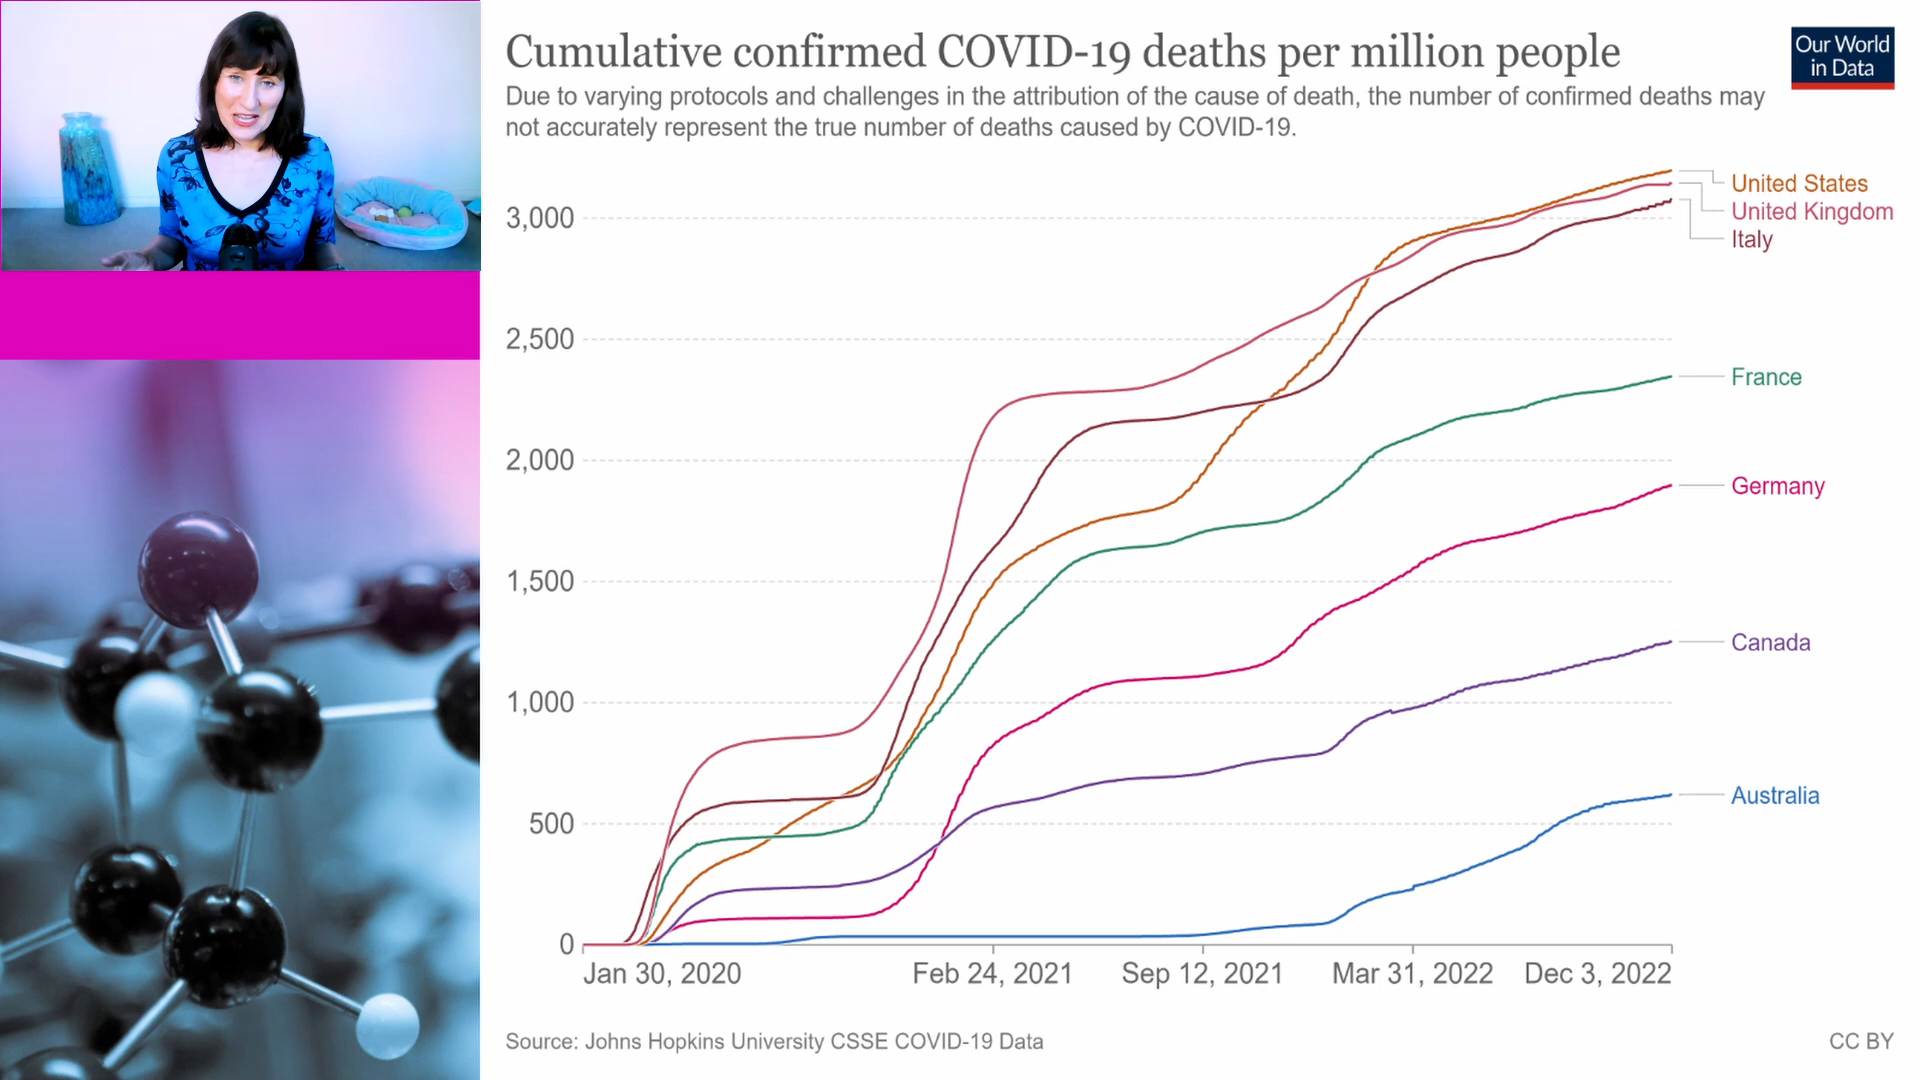 Cumulative confirmed COVID-19 deaths per million people
Our World
in Data
Due to varying protocols and challenges in the attribution of the cause of death, the number of confirmed deaths may
not accurately represent the true number of deaths caused by COVID-19.
United States
3,000
United Kingdom
Italy
2,500
France
2,000
Germany
1,500
Canada
1,000
Australia
500
0
Jan 30, 2020
Feb 24, 2021
Sep 12, 2021
Mar 31, 2022
Dec 3, 2022
Source: Johns Hopkins University CSSE COVID-19 Data
CC BY